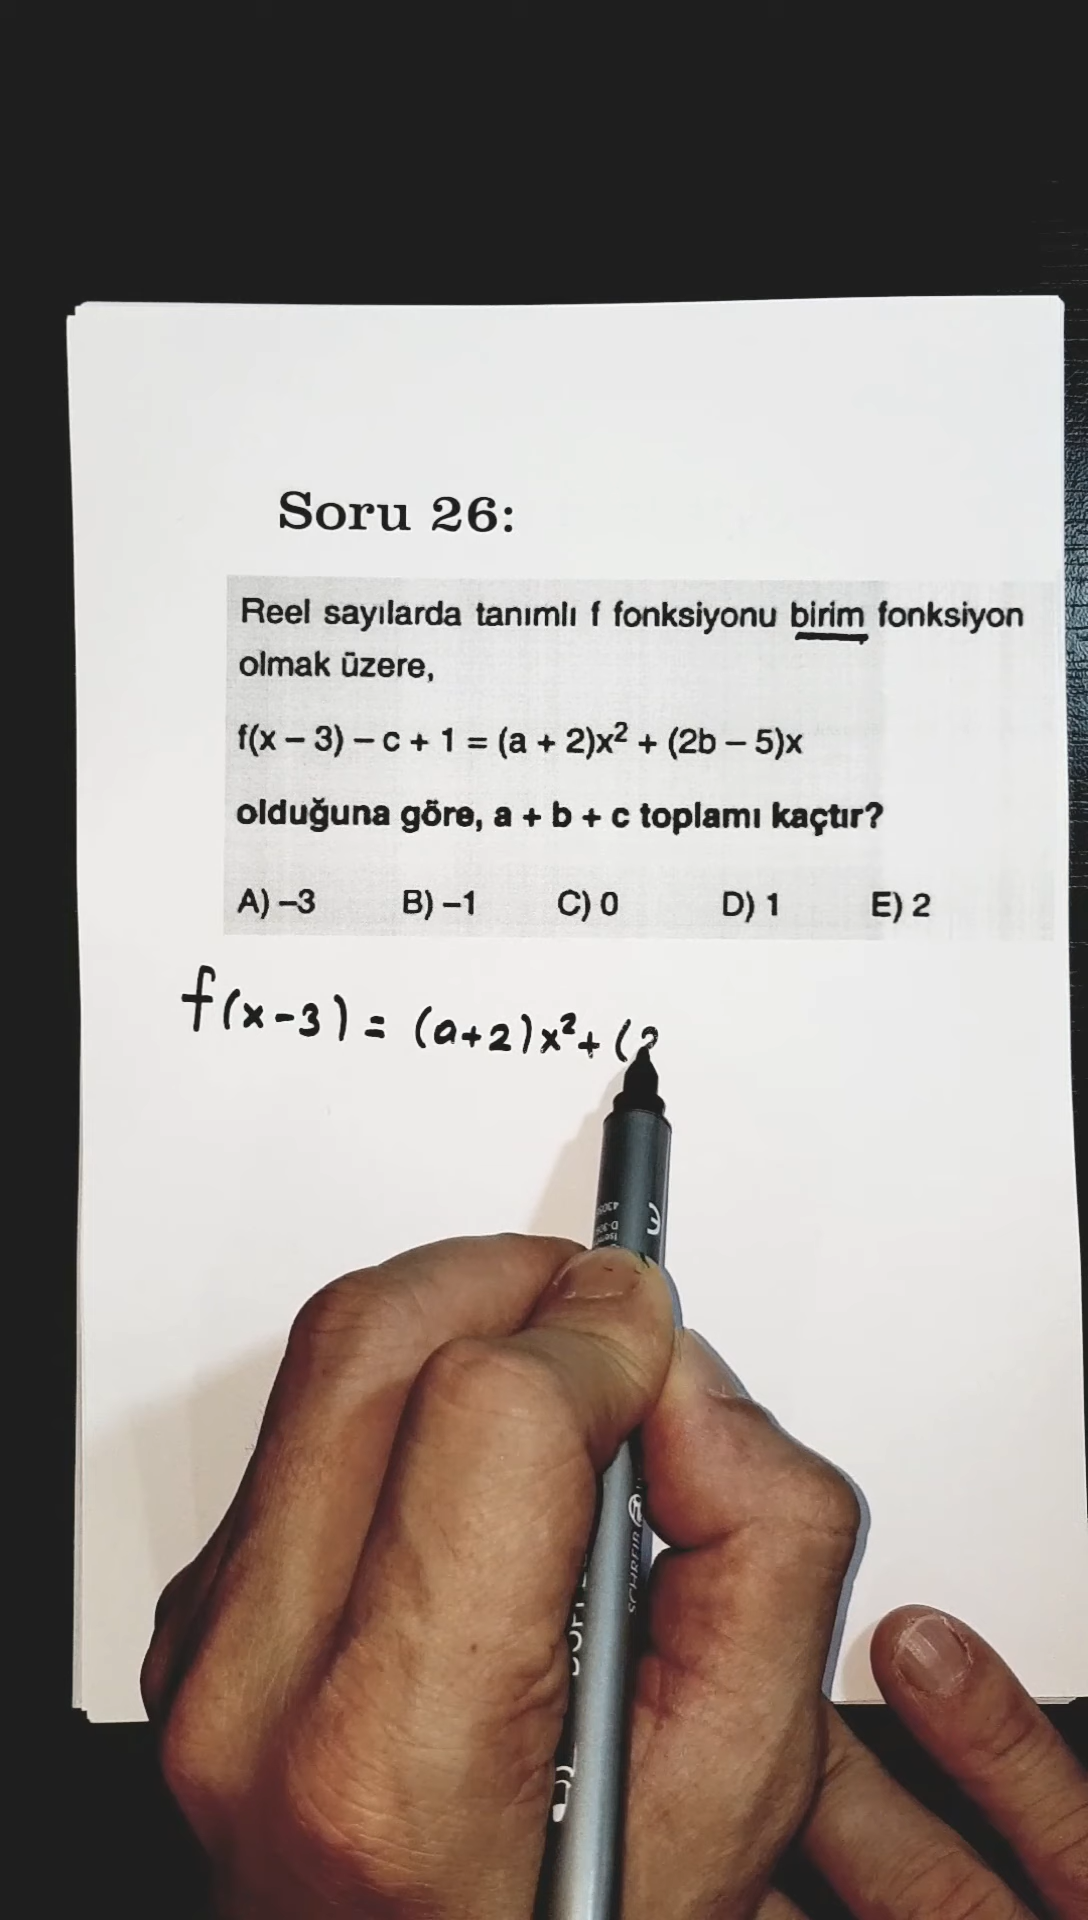 Soru 26:
Reel sayılarda tanımlı f fonksiyonu birim fonksiyon
olmak üzere,
f(x – 3) – c + 1 = (a + 2)x² + (2b – 5)x
olduğuna göre, a + b + c toplamı kaçtır?
A) –3 B) –1 C) 0 D) 1 E) 2
f(x-3) = (a+2)x²+ (2